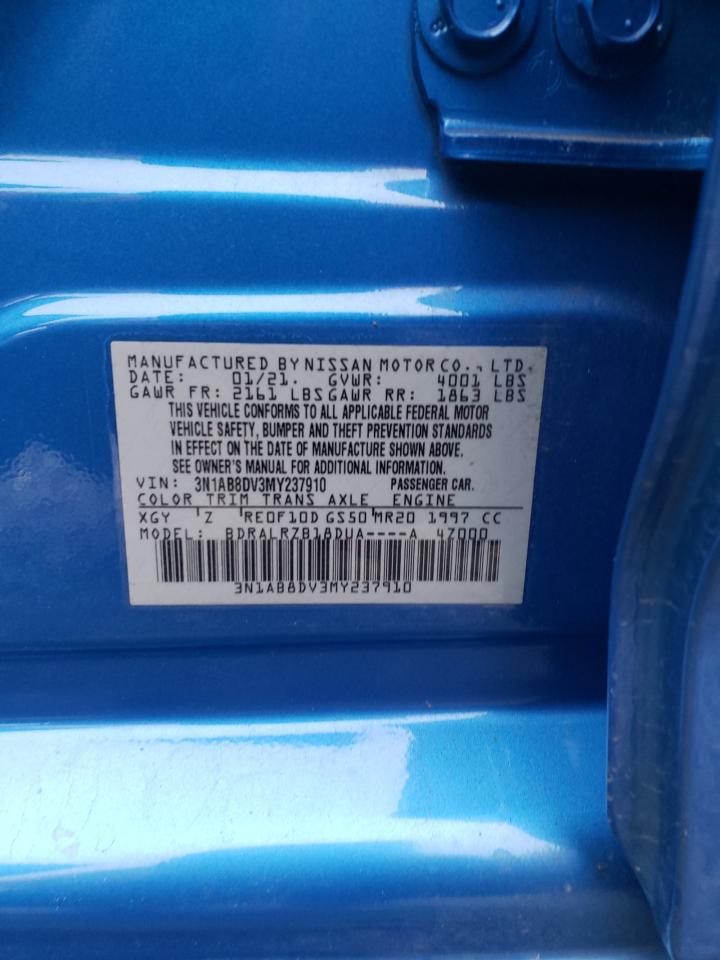 MANUFACTURED BY NISSAN MOTOR CO., LTD.
DATE: 01/21. GVWR: 4001 LBS
GAWR FR: 2161 LBS GAWR RR: 1863 LBS
THIS VEHICLE CONFORMS TO ALL APPLICABLE FEDERAL MOTOR
VEHICLE SAFETY, BUMPER AND THEFT PREVENTION STANDARDS
IN EFFECT ON THE DATE OF MANUFACTURE SHOWN ABOVE.
SEE OWNER'S MANUAL FOR ADDITIONAL INFORMATION.
VIN: 3N1AB8DV3MY237910 PASSENGER CAR.
COLOR TRIM TRANS AXLE ENGINE
XGY Z RE0F10D GS50 MR20 1997 CC
MODEL: BDRALRZB18DUA----A 47000
3N1AB8DV3MY237910